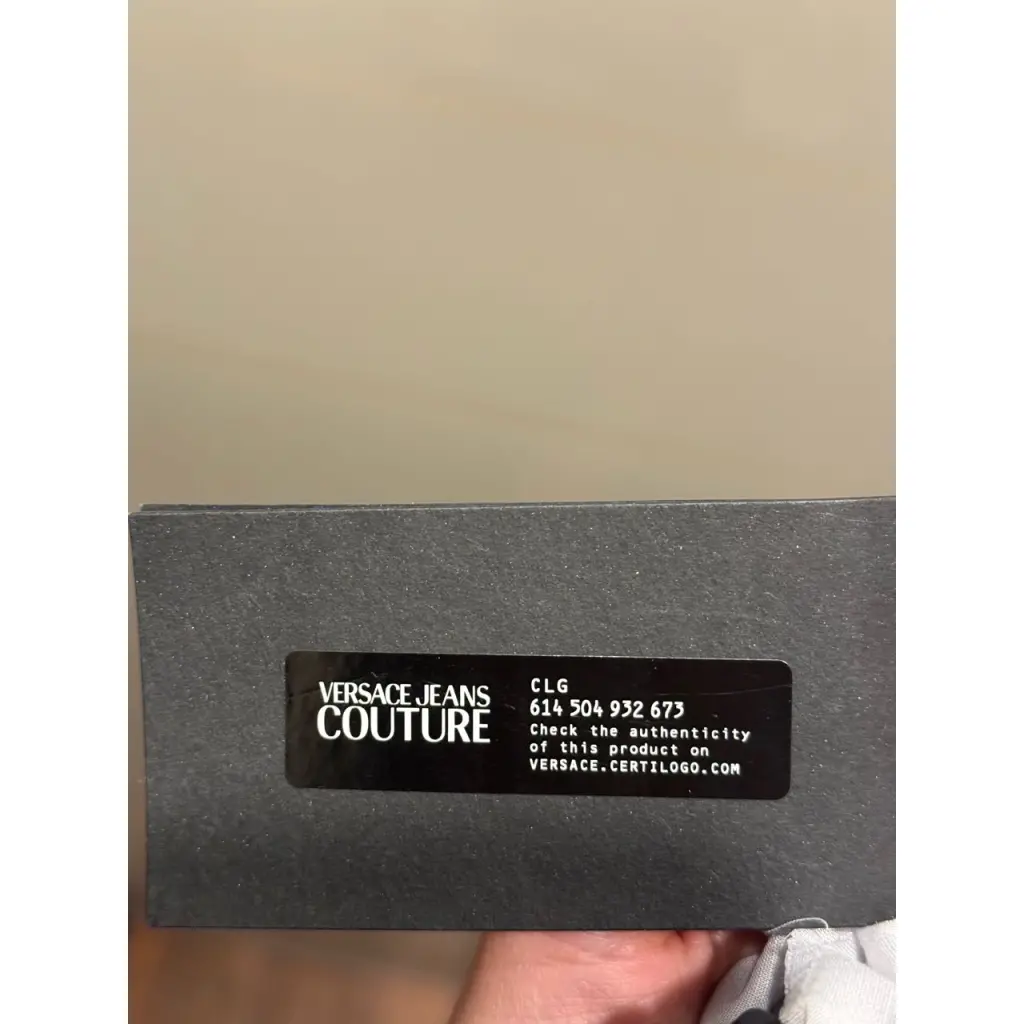 VERSACE JEANS
COUTURE
CLG
614 504 932 673
Check the authenticity
of this product on
VERSACE.CERTILOGO.COM